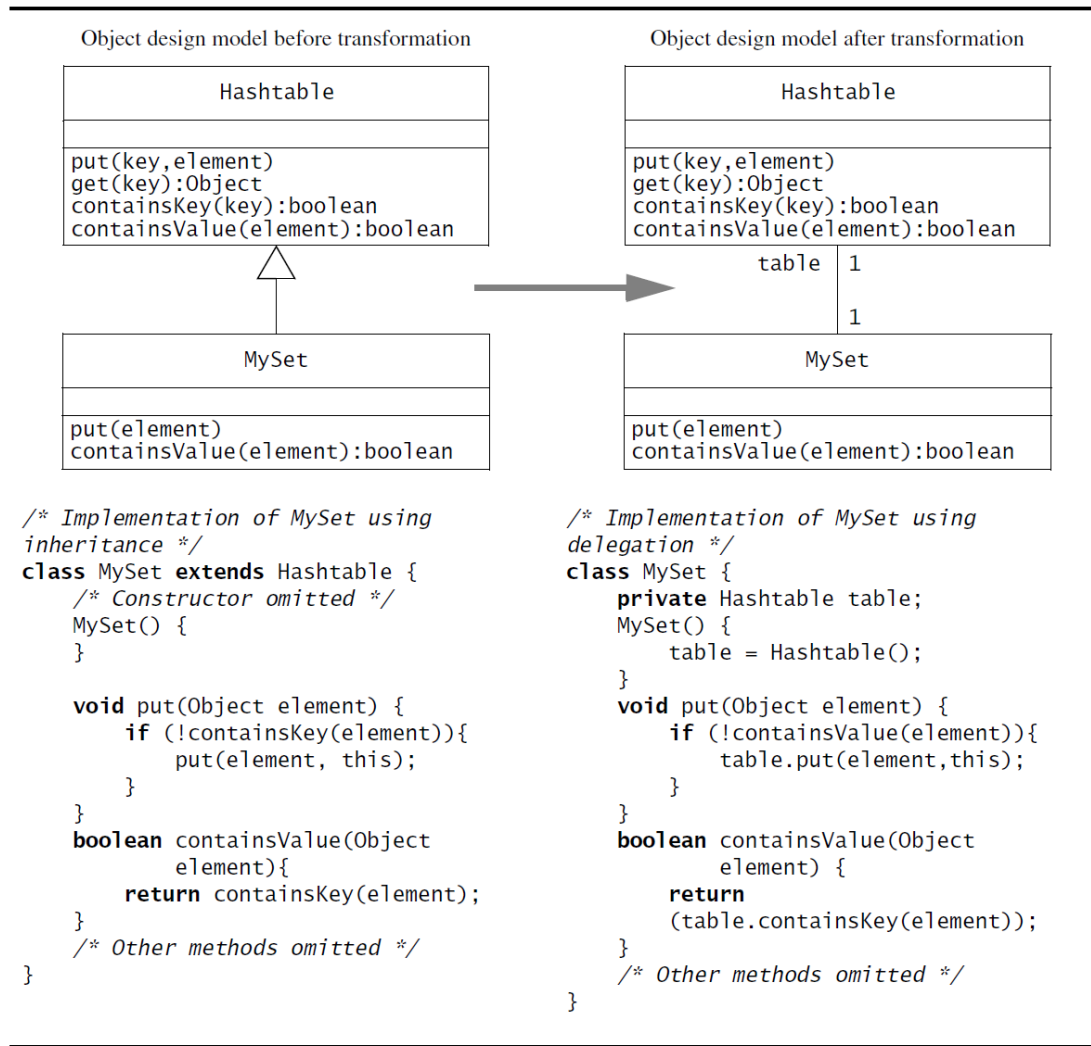 Object design model before transformation
Hashtable
put(key,element)
get(key):Object
containsKey(key):boolean
containsValue(element):boolean
MySet
put(element)
containsValue(element):boolean
/* Implementation of MySet using
inheritance */
class MySet extends Hashtable {
/* Constructor omitted */
MySet() {
}
void put(Object element) {
if (!containsKey(element)){
put(element, this);
}
}
boolean containsValue(Object
element){
return containsKey(element);
}
/* Other methods omitted */
}
Object design model after transformation
Hashtable
put(key,element)
get(key):Object
containsKey(key):boolean
containsValue(element):boolean
table 1
1
MySet
put(element)
containsValue(element):boolean
/* Implementation of MySet using
delegation */
class MySet {
private Hashtable table;
MySet() {
table = Hashtable();
}
void put(Object element) {
if (!containsValue(element)){
table.put(element,this);
}
}
boolean containsValue(Object
element) {
return
(table.containsKey(element));
}
/* Other methods omitted */
}